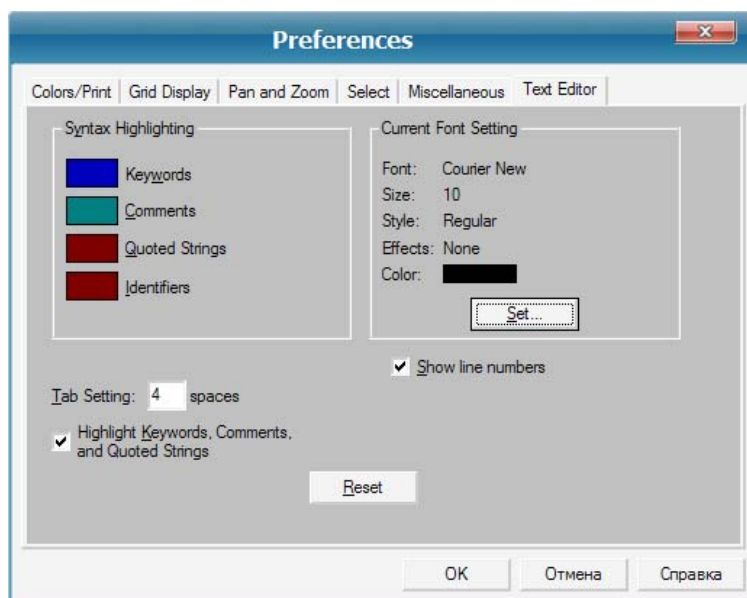 Preferences
Colors/Print Grid Display Pan and Zoom Select Miscellaneous Text Editor
Syntax Highlighting
Keywords
Comments
Quoted Strings
Identifiers
Current Font Setting
Font: Courier New
Size: 10
Style: Regular
Effects: None
Color:
Set...
Show line numbers
Tab Setting: 4 spaces
Highlight Keywords, Comments,
and Quoted Strings
Reset
OK Отмена Справка